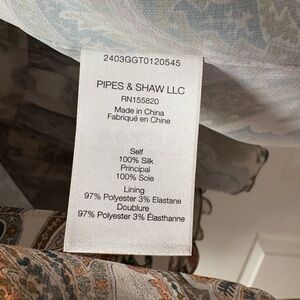 2403GGT0120545
PIPES & SHAW LLC
RN155820
Made in China
Fabriqué en Chine
Self
100% Silk
Principal
100% Soie
Lining
97% Polyester 3% Elastane
Doublure
97% Polyester 3% Élasthanne